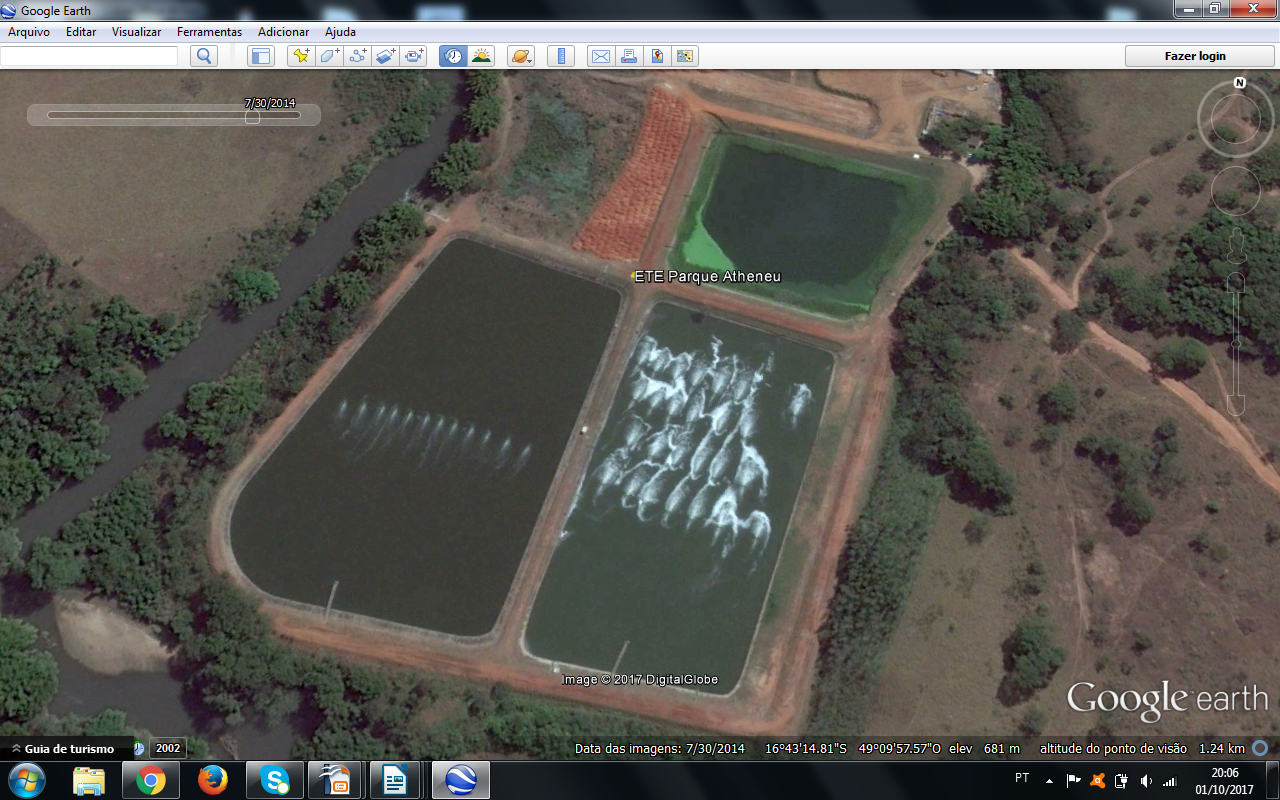 Google Earth
Arquivo Editar Visualizar Ferramentas Adicionar Ajuda
Fazer login
7/30/2014
N
ETE Parque Atheneu
Image © 2017 DigitalGlobe
Google earth
Guia de turismo 2002 Data das imagens: 7/30/2014 16°43'14.81"S 49°09'57.57"O elev 681 m altitude do ponto de visão 1.24 km
PT 20:06
01/10/2017